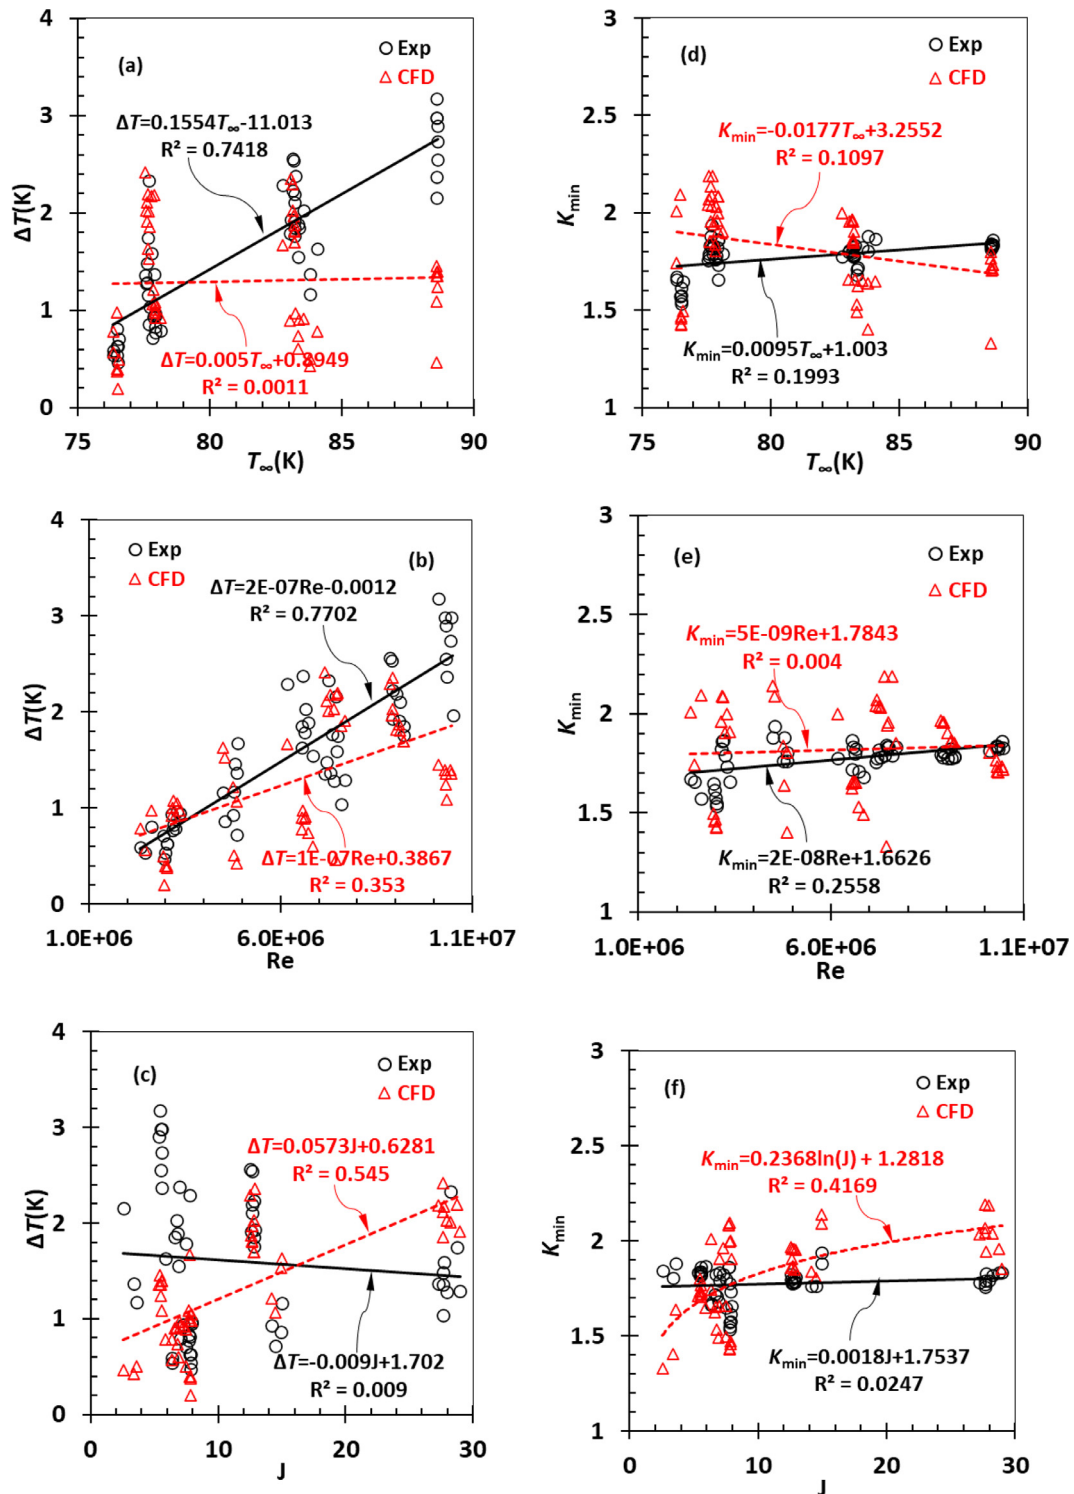 4
3
2
1
0
ΔT(K)
(a)
Exp
CFD
ΔT=0.1554T∞-11.013
R² = 0.7418
ΔT=0.005T∞+0.8949
R² = 0.0011
75 80 85 90
T∞(K)
3
2.5
2
1.5
1
Kmin
(d)
Exp
CFD
Kmin=-0.0177T∞+3.2552
R² = 0.1097
Kmin=0.0095T∞+1.003
R² = 0.1993
75 80 85 90
T∞(K)
4
3
2
1
0
ΔT(K)
Exp
CFD
(b)
ΔT=2E-07Re-0.0012
R² = 0.7702
ΔT=1E-07Re+0.3867
R² = 0.353
1.0E+06 6.0E+06 1.1E+07
Re
3
2.5
2
1.5
1
Kmin
(e)
Exp
CFD
Kmin=5E-09Re+1.7843
R² = 0.004
Kmin=2E-08Re+1.6626
R² = 0.2558
1.0E+06 6.0E+06 1.1E+07
Re
4
3
2
1
0
ΔT(K)
(c)
Exp
CFD
ΔT=0.0573J+0.6281
R² = 0.545
ΔT=-0.009J+1.702
R² = 0.009
0 10 20 30
J
3
2.5
2
1.5
1
Kmin
(f)
Exp
CFD
Kmin=0.2368ln(J) + 1.2818
R² = 0.4169
Kmin=0.0018J+1.7537
R² = 0.0247
0 10 20 30
J